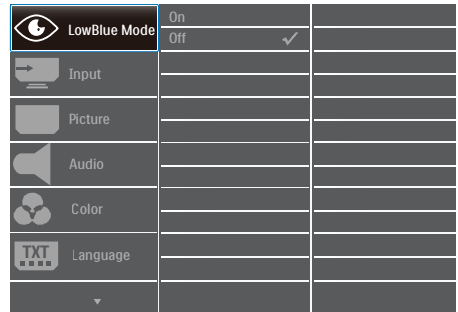 LowBlue Mode
On
Off
Input
Picture
Audio
Color
TXT
Language